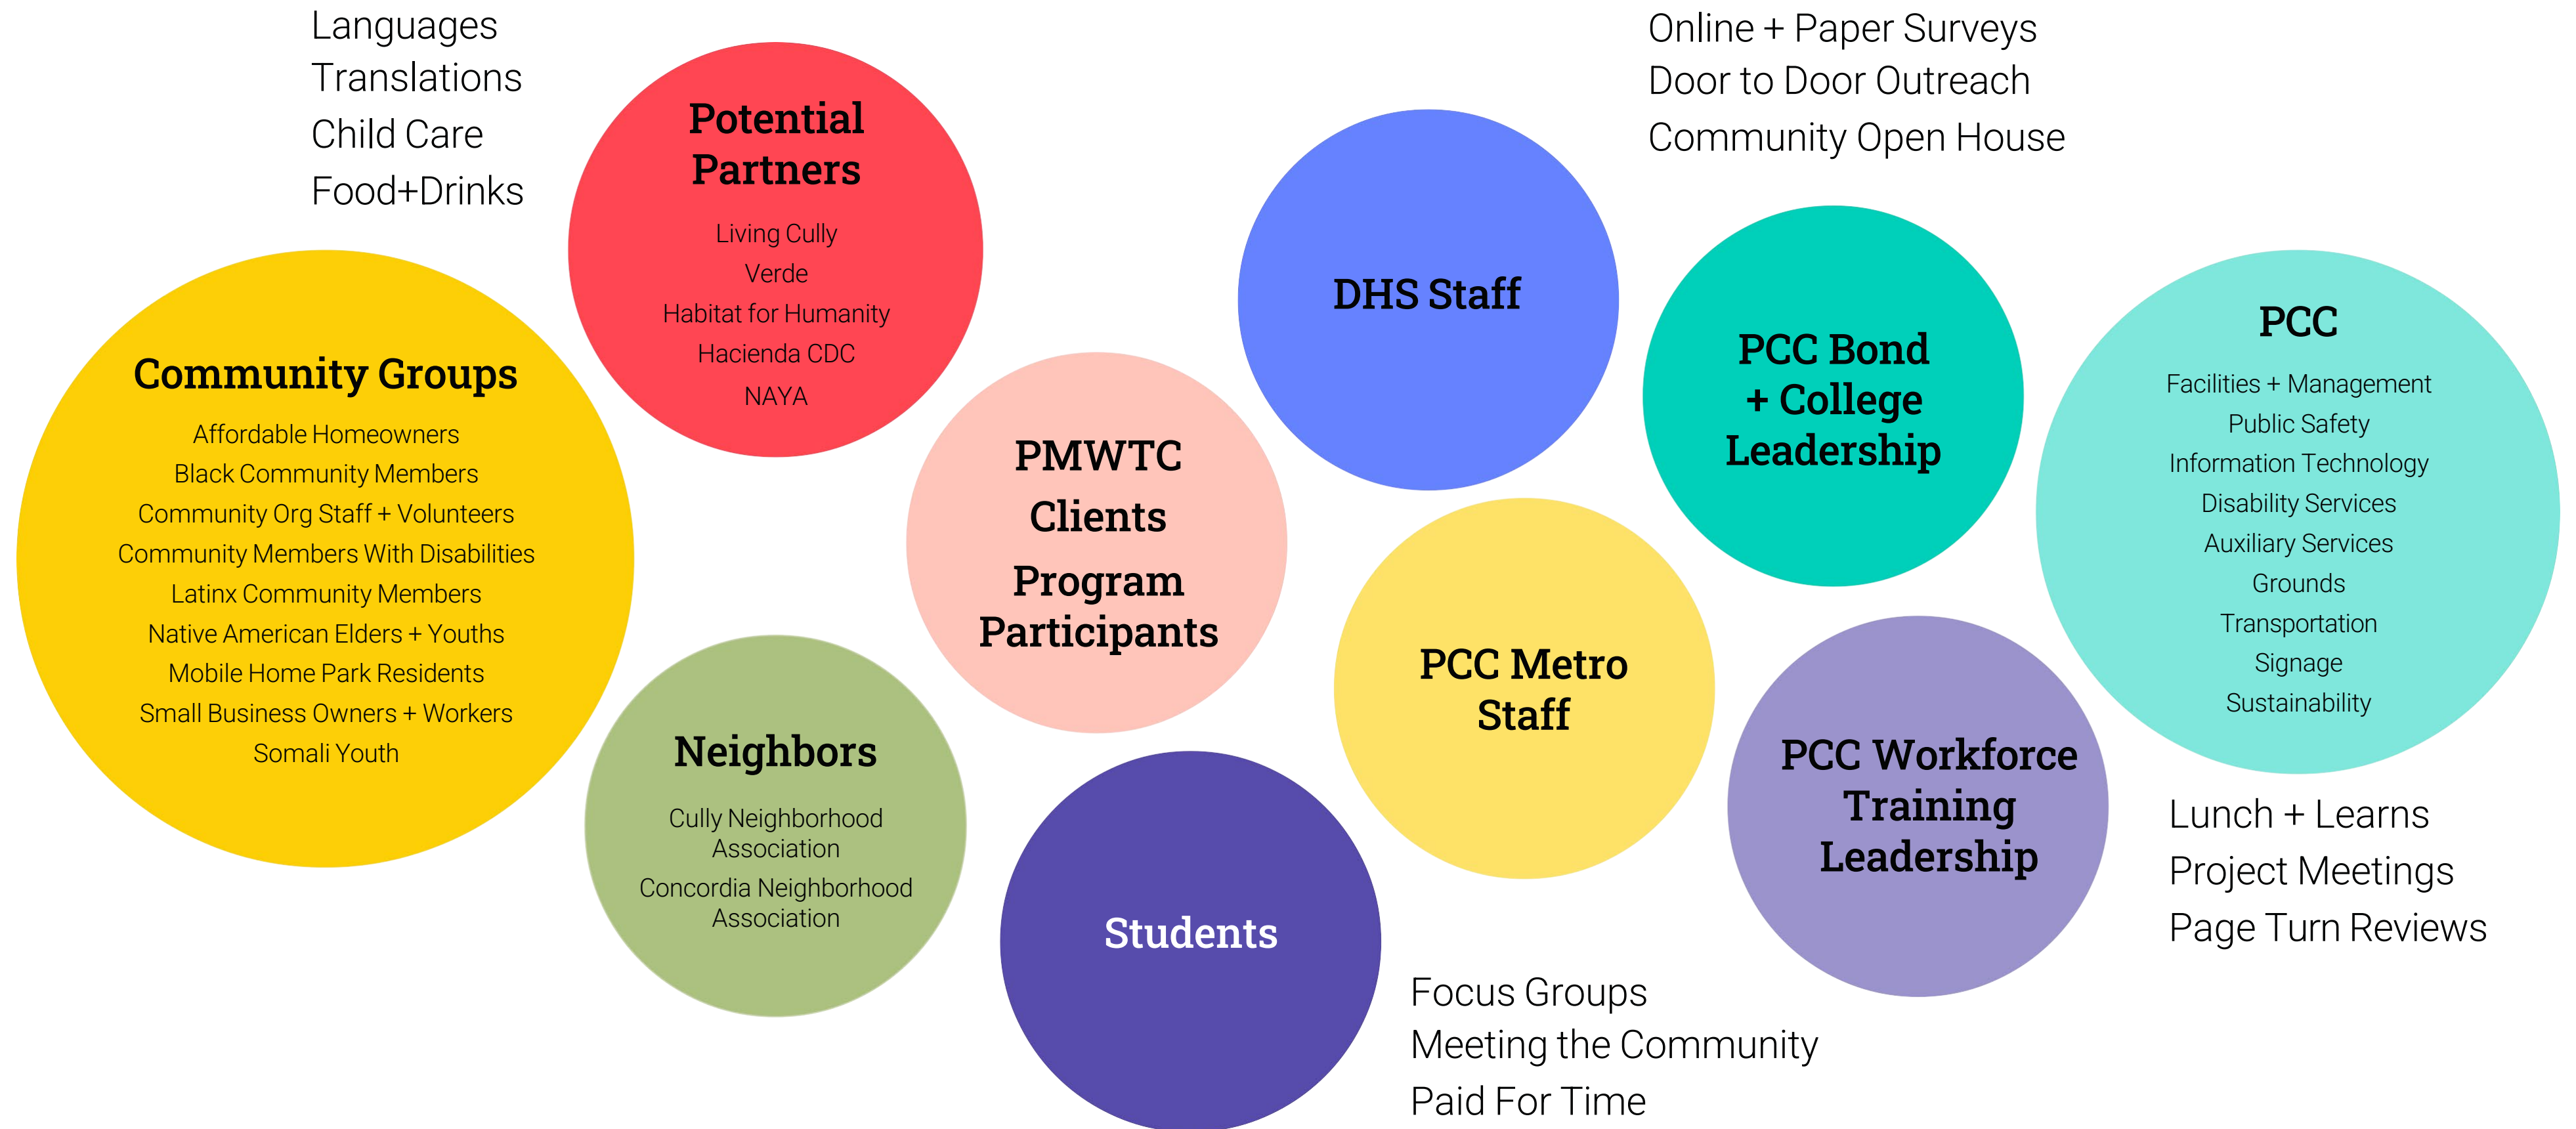 Languages
Translations
Child Care
Food+Drinks
Potential
Partners
Living Cully
Verde
Habitat for Humanity
Hacienda CDC
NAYA
Online + Paper Surveys
Door to Door Outreach
Community Open House
Community Groups
Affordable Homeowners
Black Community Members
Community Org Staff + Volunteers
Community Members With Disabilities
Latinx Community Members
Native American Elders + Youths
Mobile Home Park Residents
Small Business Owners + Workers
Somali Youth
PMWTC
Clients
Program
Participants
DHS Staff
PCC Bond
+ College
Leadership
PCC
Facilities + Management
Public Safety
Information Technology
Disability Services
Auxiliary Services
Grounds
Transportation
Signage
Sustainability
Neighbors
Cully Neighborhood
Association
Concordia Neighborhood
Association
Students
PCC Metro
Staff
PCC Workforce
Training
Leadership
Focus Groups
Meeting the Community
Paid For Time
Lunch + Learns
Project Meetings
Page Turn Reviews